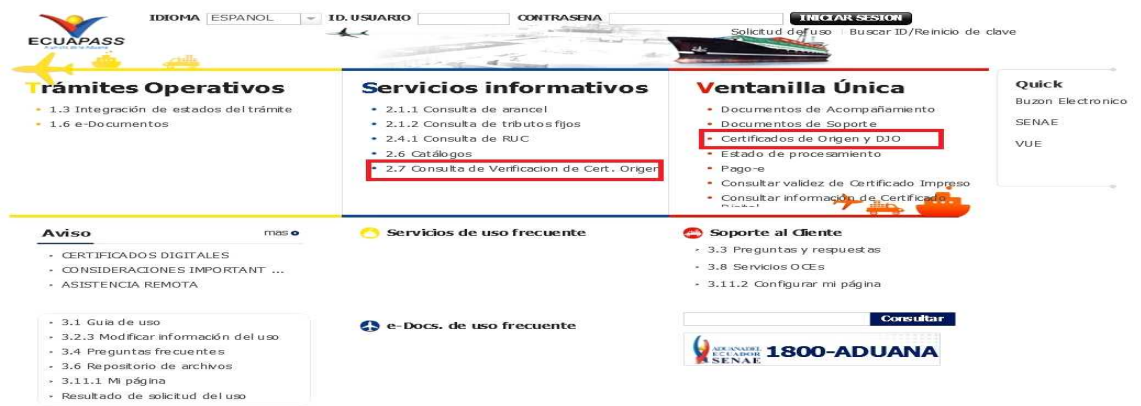 IDIOMA ESPAÑOL ID. USUARIO CONTRASENA INICIAR SESION
Solicitud del uso Buscar ID/Reinicio de clave
ECUAPASS
Trámites Operativos
1.3 Integración de estados del trámite
1.6 e-Documentos
Servicios informativos
2.1.1 Consulta de arancel
2.1.2 Consulta de tributos fijos
2.4.1 Consulta de RUC
2.6 Catálogos
2.7 Consulta de Verificacion de Cert. Origen
Ventanilla Única
Documentos de Acompañamiento
Documentos de Soporte
Certificados de Origen y DJO
Estado de procesamiento
Pago-e
Consultar validez de Certificado Impreso
Consultar información de Certificado
Quick
Buzon Electronico
SENAE
VUE
Aviso mas
CERTIFICADOS DIGITALES
CONSIDERACIONES IMPORTANT ...
ASISTENCIA REMOTA
Servicios de uso frecuente
Soporte al Cliente
3.3 Preguntas y respuestas
3.8 Servicios OCEs
3.11.2 Configurar mi página
3.1 Guia de uso
3.2.3 Modificar información del uso
3.4 Preguntas frecuentes
3.6 Repositorio de archivos
3.11.1 Mi página
Resultado de solicitud del uso
e-Docs. de uso frecuente
Consultar
ADUANA DEL
ECUADOR
SENAE
1800-ADUANA